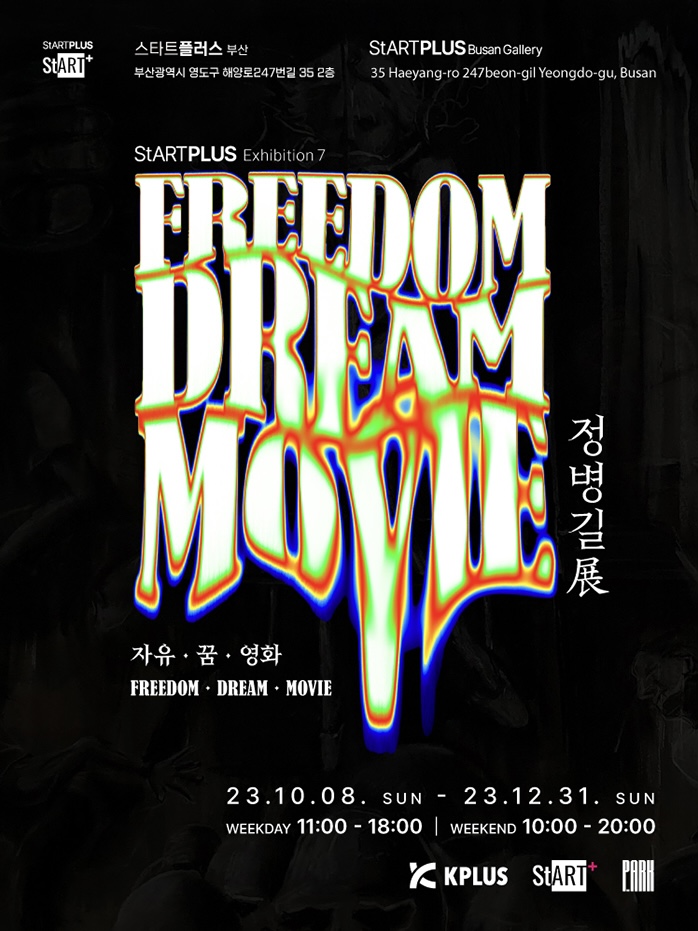 StARTPLUS
StART+
스타트플러스 부산
부산광역시 영도구 해양로247번길 35 2층
StARTPLUS Busan Gallery
35 Haeyang-ro 247beon-gil Yeongdo-gu, Busan
StARTPLUS Exhibition 7
FREEDOM
DREAM
MOVIE
정병길展
자유 · 꿈 · 영화
FREEDOM · DREAM · MOVIE
23.10.08. SUN - 23.12.31. SUN
WEEKDAY 11:00 - 18:00 | WEEKEND 10:00 - 20:00
KPLUS StART+ PARK